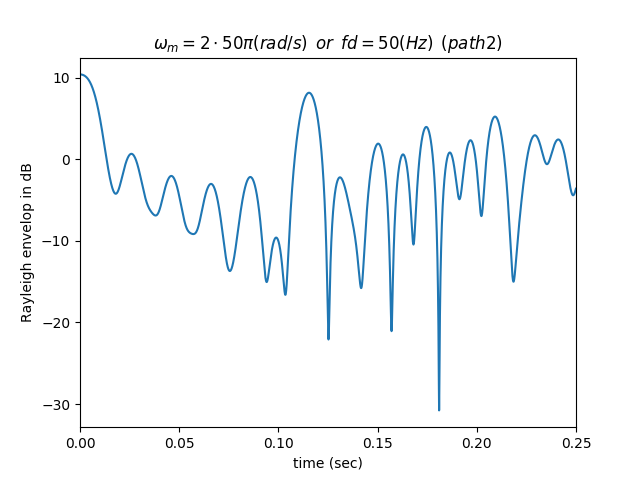 ω_m = 2 · 50π(rad/s) or fd = 50(Hz) (path2)
Rayleigh envelop in dB
10
0
−10
−20
−30
0.00 0.05 0.10 0.15 0.20 0.25
time (sec)